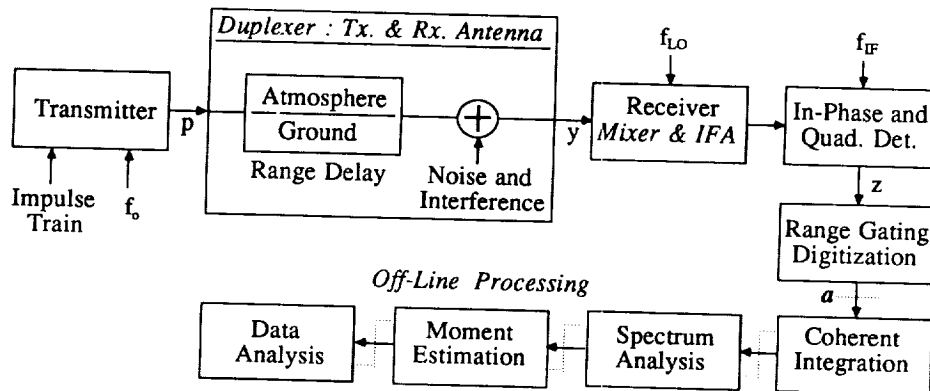 Duplexer : Tx. & Rx. Antenna
f_LO
f_IF
Transmitter
p
Atmosphere
Ground
Range Delay
Noise and
Interference
y
Receiver
Mixer & IFA
In-Phase and
Quad. Det.
Impulse
Train
f_o
z
Range Gating
Digitization
a
Off-Line Processing
Data
Analysis
Moment
Estimation
Spectrum
Analysis
Coherent
Integration